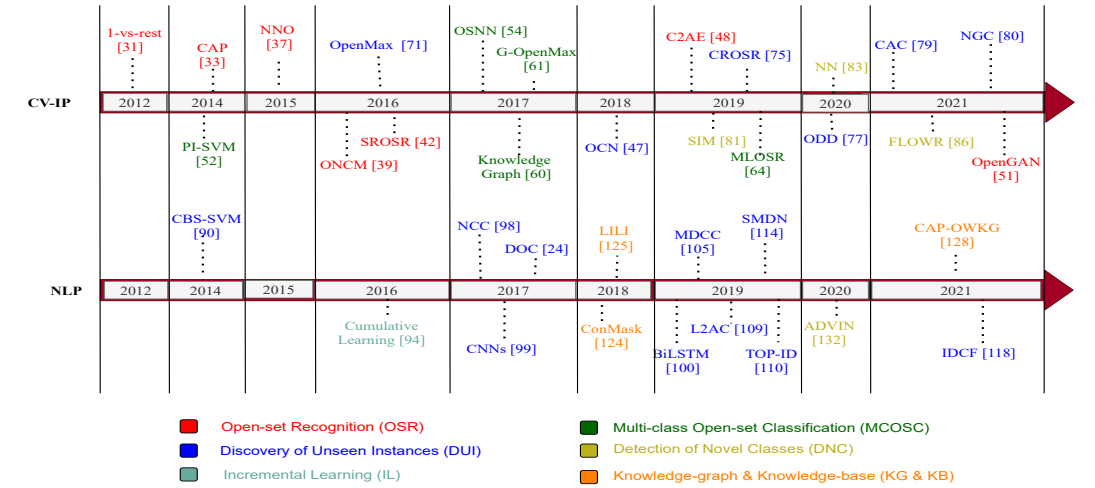 1-vs-rest
[31]
CAP
[33]
NNO
[37]
OpenMax [71]
OSNN [54]
G-OpenMax
[61]
C2AE [48]
CROSR [75]
NN [83]
CAC [79]
NGC [80]
CV-IP
2012
2014
2015
2016
2017
2018
2019
2020
2021
PI-SVM
[52]
ONCM [39]
SROSR [42]
Knowledge
Graph [60]
OCN [47]
SIM [81]
MLOSR
[64]
ODD [77]
FLOWR [86]
OpenGAN
[51]
CBS-SVM
[90]
NCC [98]
DOC [24]
LILI
[125]
MDCC
[105]
SMDN
[114]
CAP-OWKG
[128]
NLP
2012
2014
2015
2016
2017
2018
2019
2020
2021
Cumulative
Learning [94]
CNNs [99]
ConMask
[124]
BiLSTM
[100]
L2AC [109]
TOP-ID
[110]
ADVIN
[132]
IDCF [118]
Open-set Recognition (OSR)
Discovery of Unseen Instances (DUI)
Incremental Learning (IL)
Multi-class Open-set Classification (MCOSC)
Detection of Novel Classes (DNC)
Knowledge-graph & Knowledge-base (KG & KB)